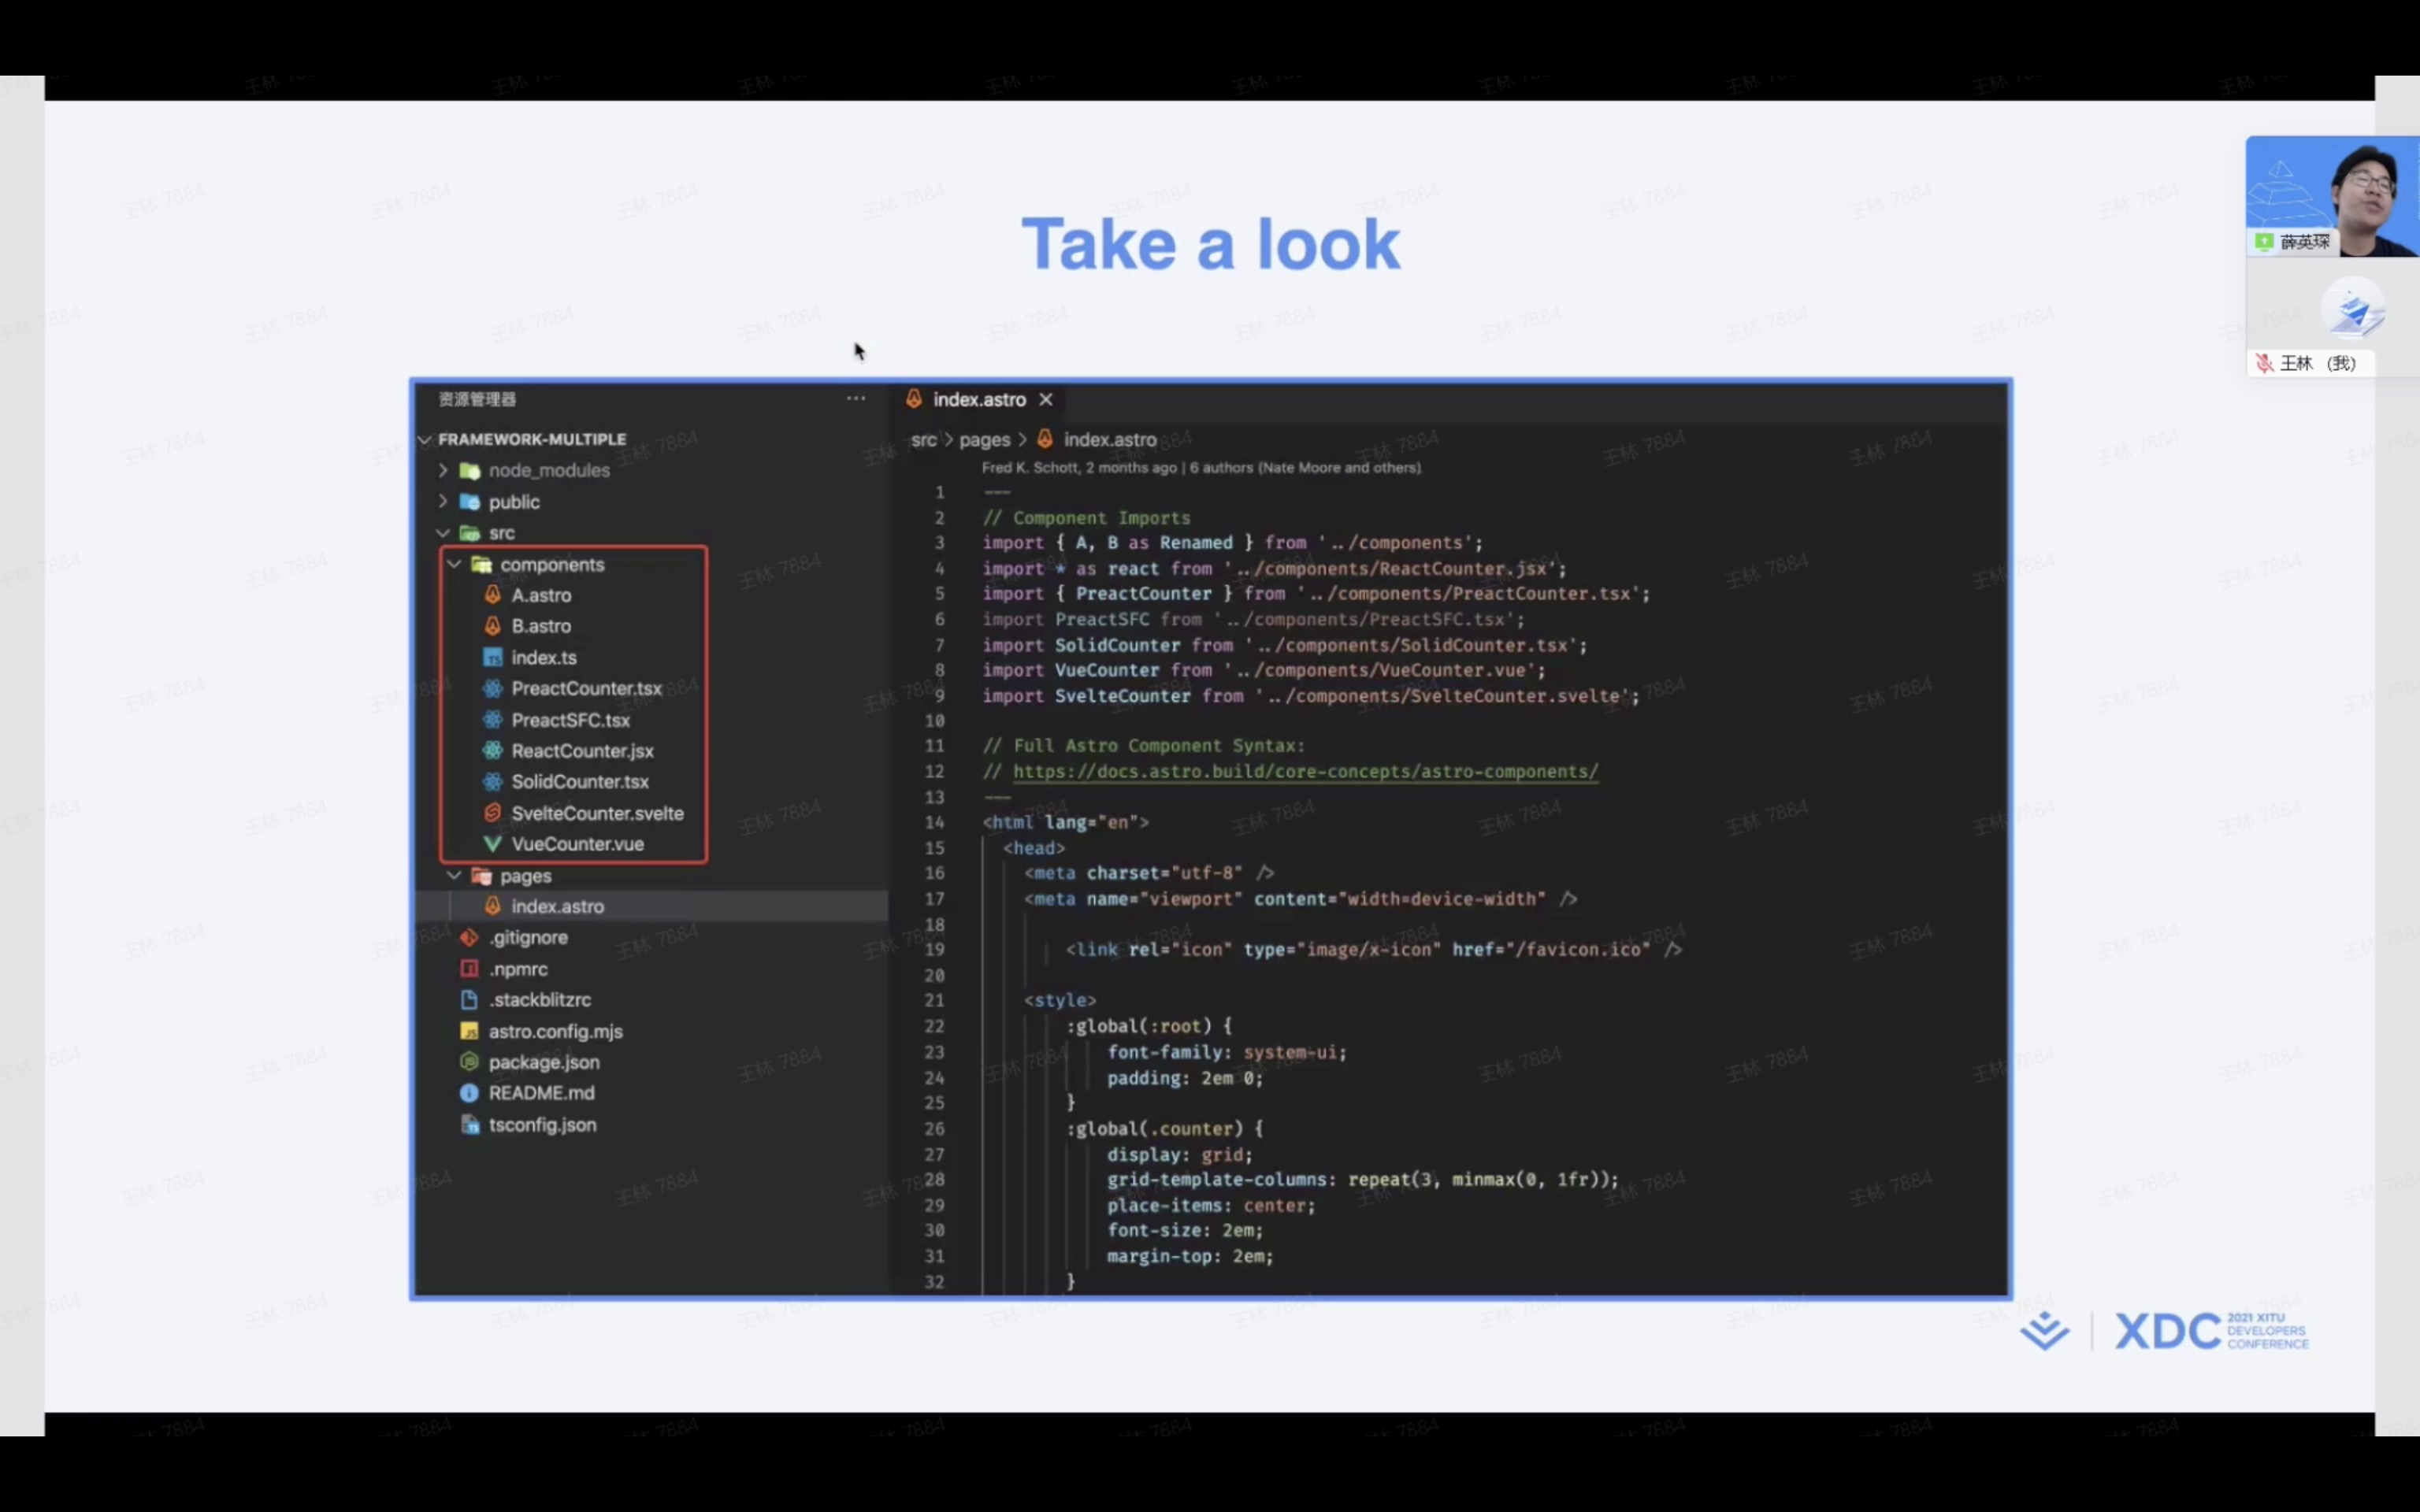 Take a look
薛英琛
王林 (我)
资源管理器 ···
FRAMEWORK-MULTIPLE
node_modules
public
src
components
A.astro
B.astro
index.ts
PreactCounter.tsx
PreactSFC.tsx
ReactCounter.jsx
SolidCounter.tsx
SvelteCounter.svelte
VueCounter.vue
pages
index.astro
.gitignore
.npmrc
.stackblitzrc
astro.config.mjs
package.json
README.md
tsconfig.json
index.astro
src > pages > index.astro
Fred K. Schott, 2 months ago | 6 authors (Nate Moore and others)
1 ---
2 // Component Imports
3 import { A, B as Renamed } from '../components';
4 import * as react from '../components/ReactCounter.jsx';
5 import { PreactCounter } from '../components/PreactCounter.tsx';
6 import PreactSFC from '../components/PreactSFC.tsx';
7 import SolidCounter from '../components/SolidCounter.tsx';
8 import VueCounter from '../components/VueCounter.vue';
9 import SvelteCounter from '../components/SvelteCounter.svelte';
10
11 // Full Astro Component Syntax:
12 // https://docs.astro.build/core-concepts/astro-components/
13 ---
14 <html lang="en">
15 <head>
16 <meta charset="utf-8" />
17 <meta name="viewport" content="width=device-width" />
18
19 <link rel="icon" type="image/x-icon" href="/favicon.ico" />
20
21 <style>
22 :global(:root) {
23 font-family: system-ui;
24 padding: 2em 0;
25 }
26 :global(.counter) {
27 display: grid;
28 grid-template-columns: repeat(3, minmax(0, 1fr));
29 place-items: center;
30 font-size: 2em;
31 margin-top: 2em;
32 }
XDC
2021 XITU
DEVELOPERS
CONFERENCE
王林 7884